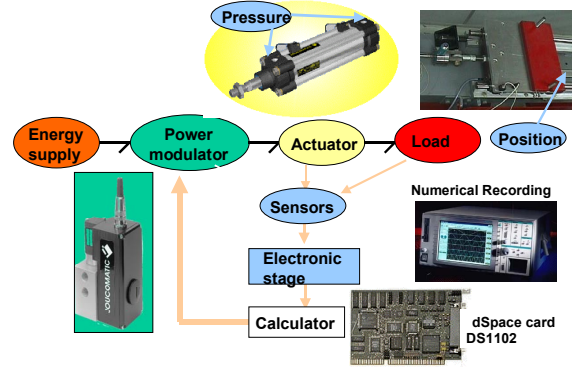 Pressure
Energy
supply
Power
modulator
Actuator
Load
Position
Sensors
Numerical Recording
Electronic
stage
Calculator
dSpace card
DS1102
JOUCOMATIC